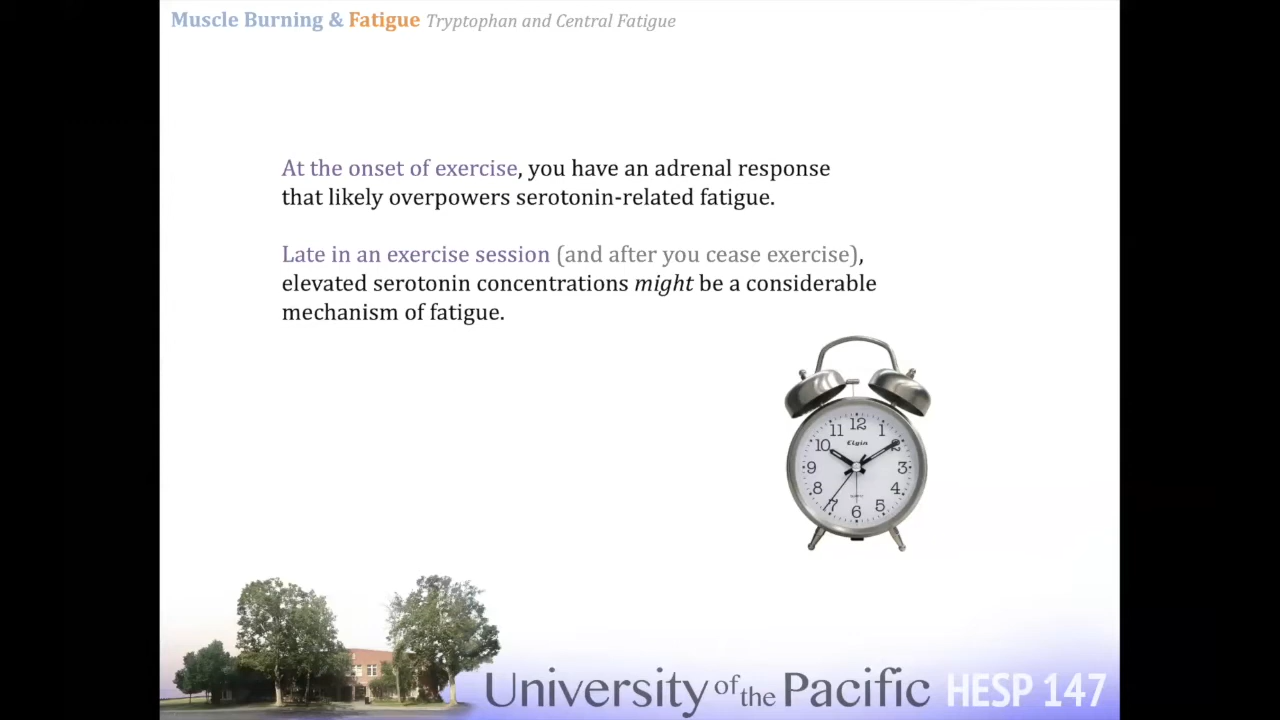 Muscle Burning & Fatigue Tryptophan and Central Fatigue
At the onset of exercise, you have an adrenal response
that likely overpowers serotonin-related fatigue.
Late in an exercise session (and after you cease exercise),
elevated serotonin concentrations might be a considerable
mechanism of fatigue.
12
11 1
10 Elgin 2
9 3
8 4
7 5
6
University of the Pacific HESP 147